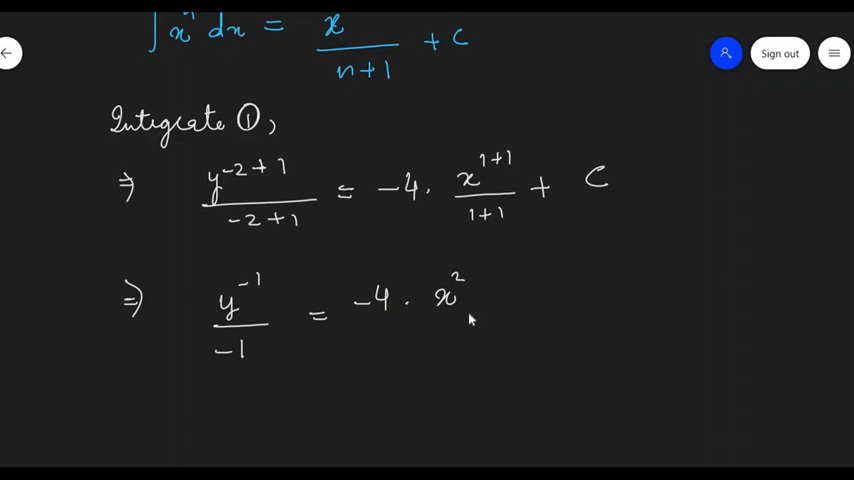 ∫ xⁿ dx = x / n+1 + C
Sign out
Integrate ①,
⇒ y^-2+1 / -2+1 = -4 · x^1+1 / 1+1 + C
⇒ y^-1 / -1 = -4 · x²